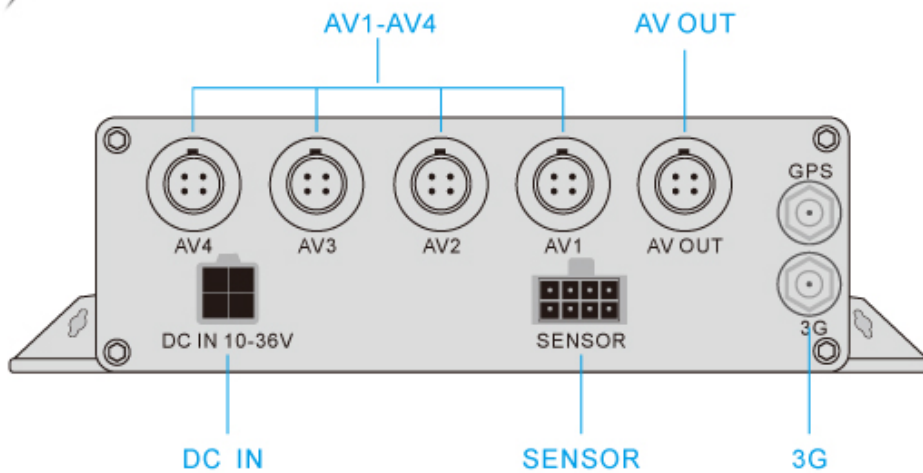 AV1-AV4 AV OUT
GPS
AV4 AV3 AV2 AV1 AV OUT
DC IN 10-36V SENSOR 3G
DC IN SENSOR 3G